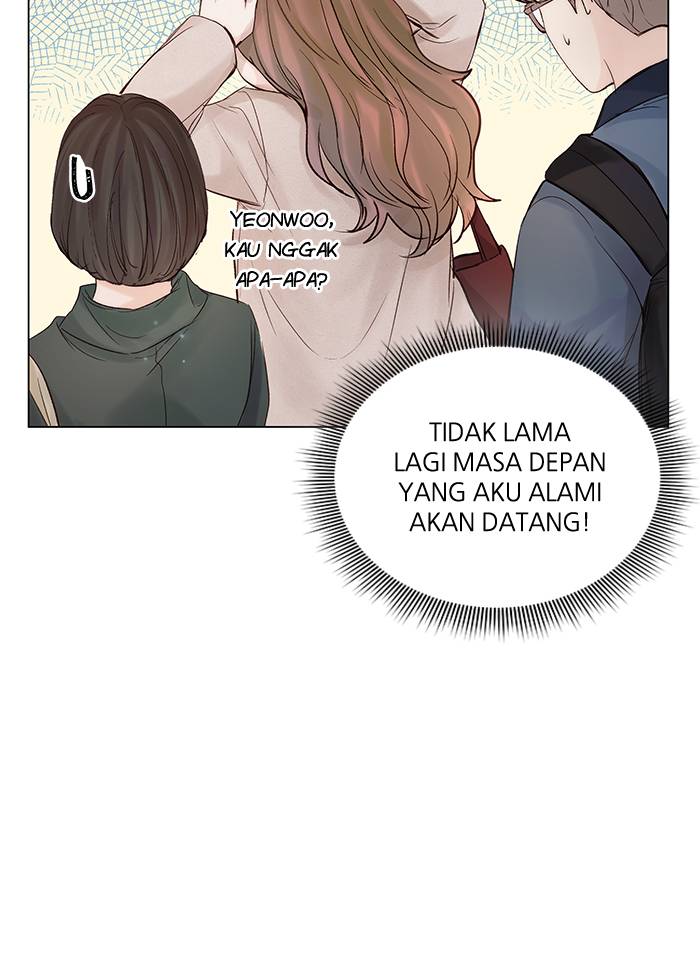 YEONWOO,
KAU NGGAK
APA-APA?
TIDAK LAMA
LAGI MASA DEPAN
YANG AKU ALAMI
AKAN DATANG!